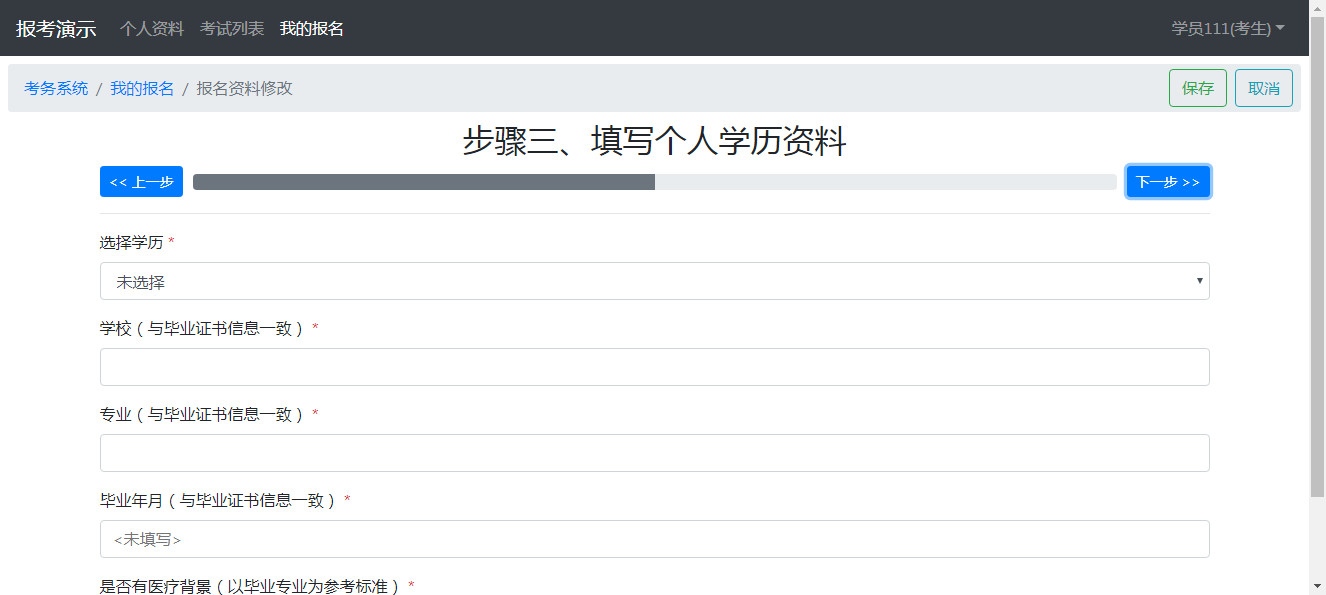 报考演示 个人资料 考试列表 我的报名 学员111(考生)
考务系统 / 我的报名 / 报名资料修改 保存 取消
步骤三、填写个人学历资料
<< 上一步 下一步 >>
选择学历 *
未选择
学校（与毕业证书信息一致） *
专业（与毕业证书信息一致） *
毕业年月（与毕业证书信息一致） *
<未填写>
是否有医疗背景（以毕业专业为参考标准） *